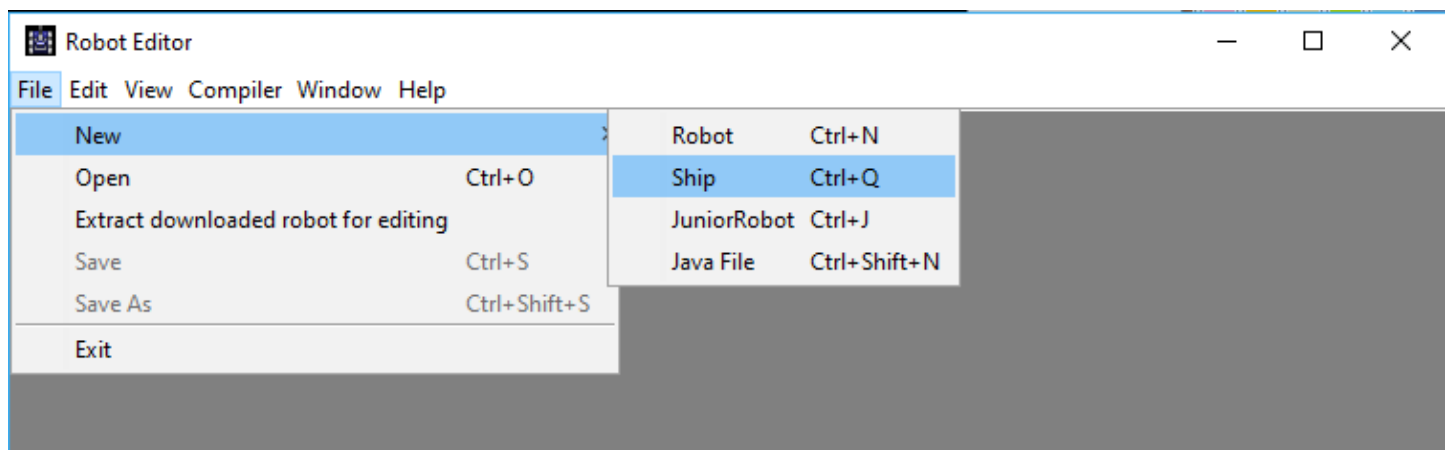 Robot Editor
File Edit View Compiler Window Help
New
Open Ctrl+O
Extract downloaded robot for editing
Save Ctrl+S
Save As Ctrl+Shift+S
Exit
Robot Ctrl+N
Ship Ctrl+Q
JuniorRobot Ctrl+J
Java File Ctrl+Shift+N